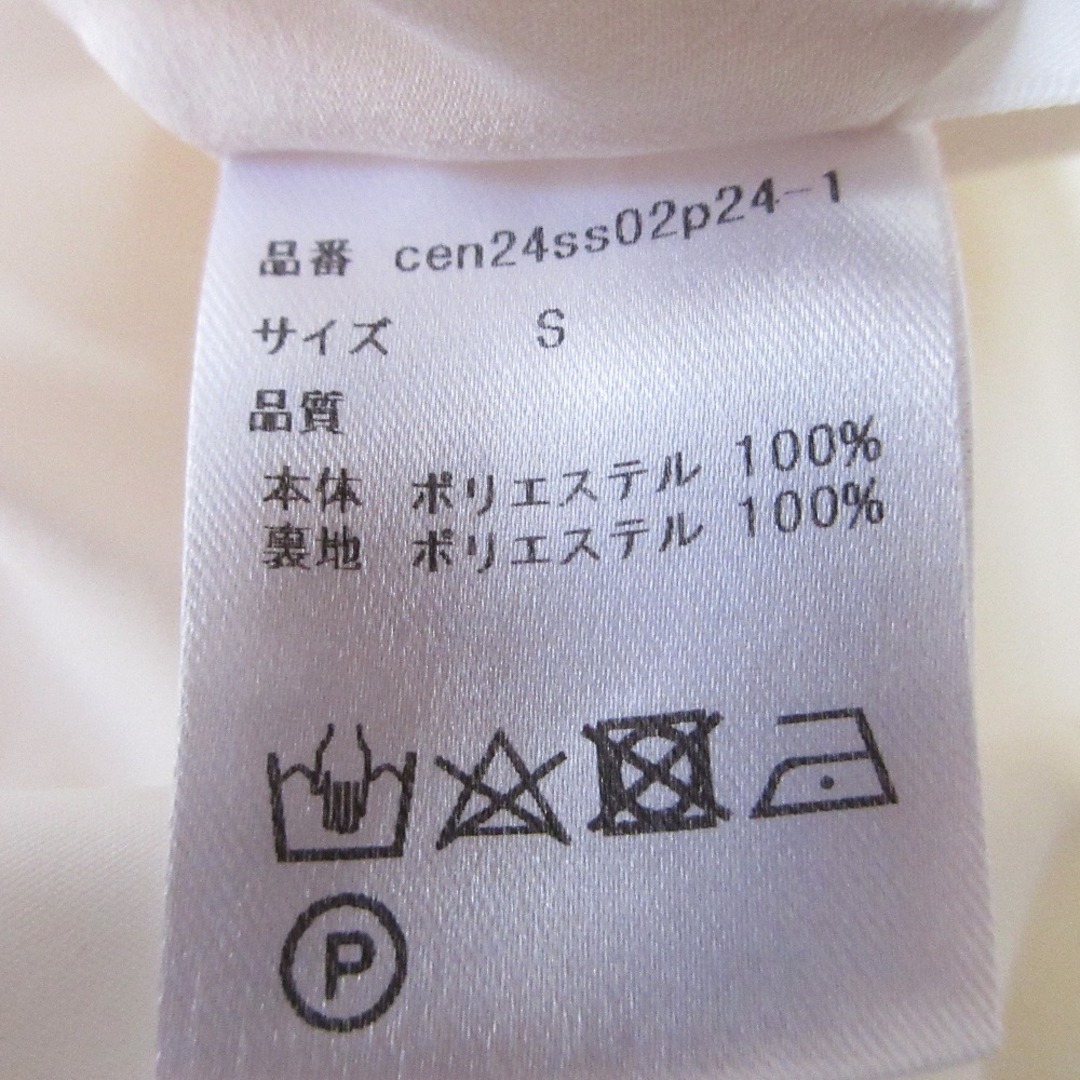 品番 cen24ss02p24-1
サイズ S
品質
本体 ポリエステル 100%
裏地 ポリエステル 100%
P